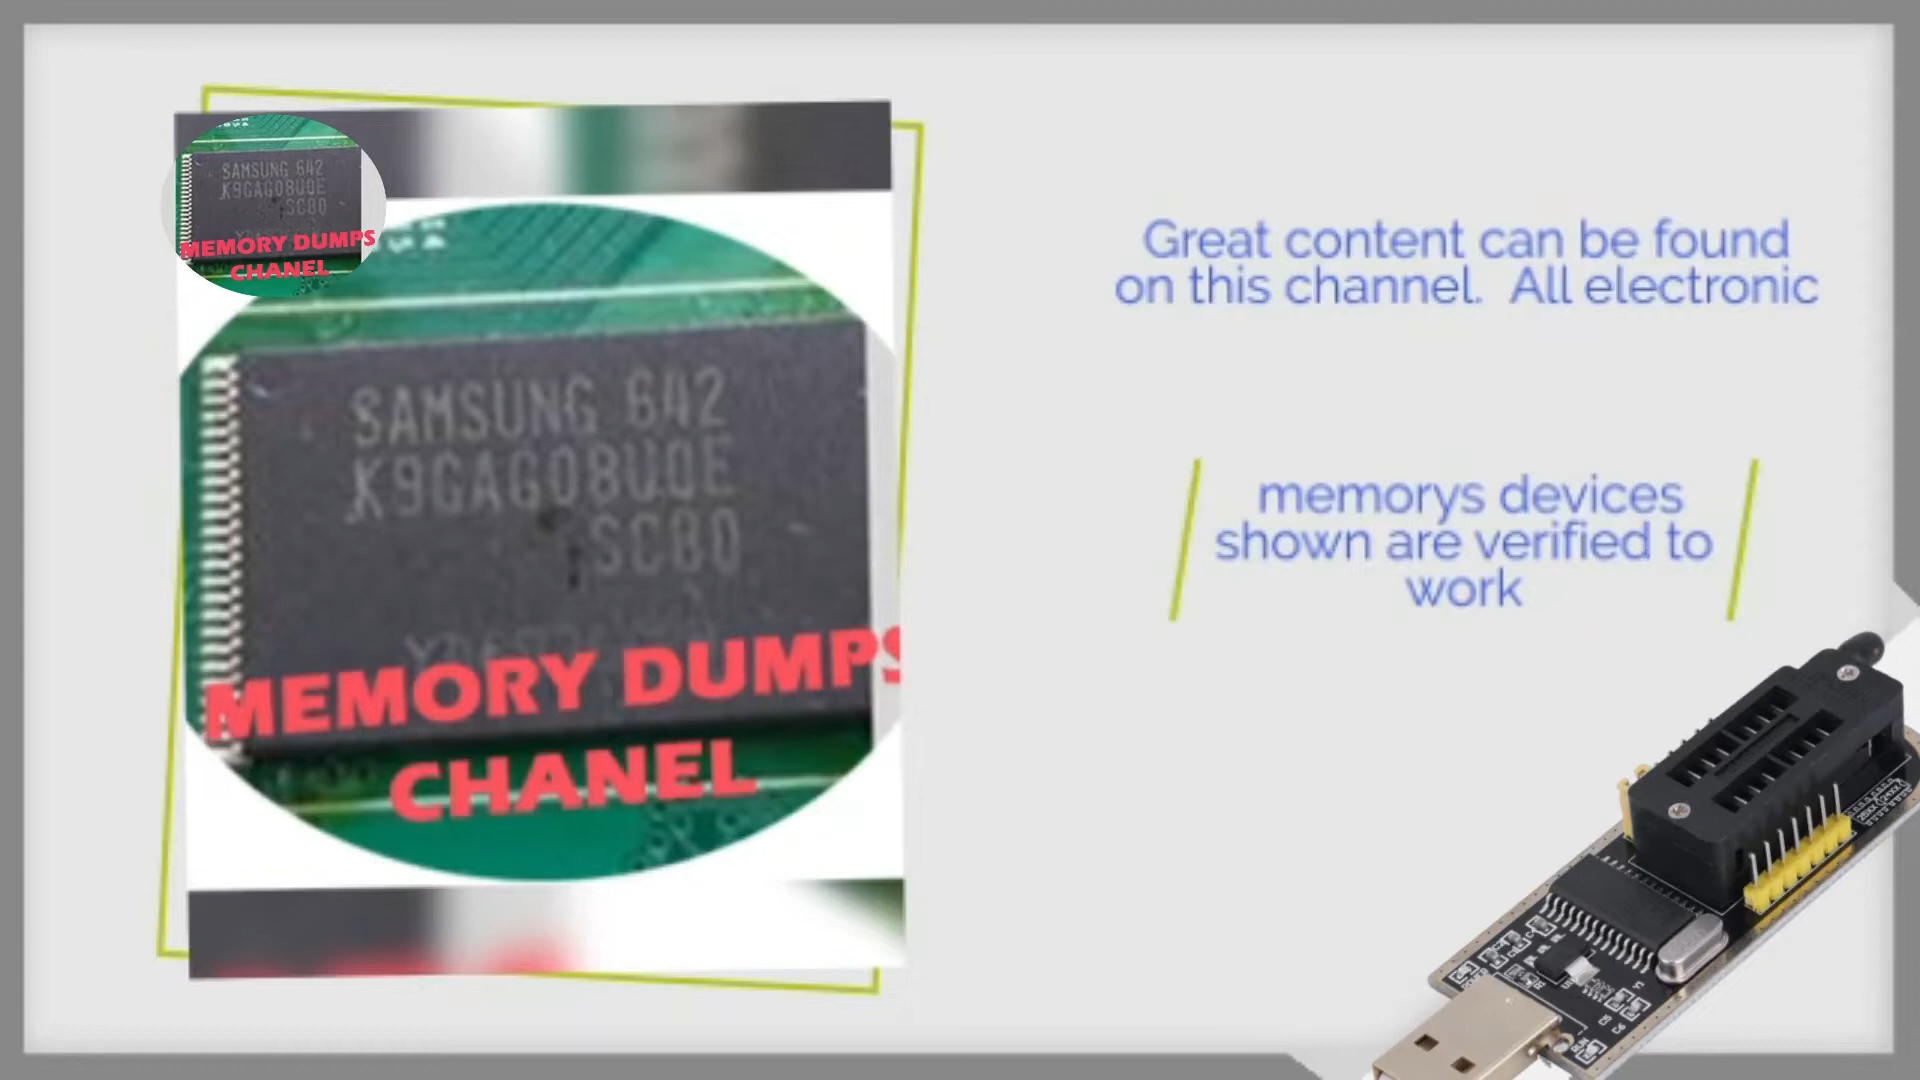 SAMSUNG 642
K9GAG08U0E
SCB0
MEMORY DUMPS
CHANEL
SAMSUNG 642
K9GAG08U0E
SCB0
MEMORY DUMPS
CHANEL
Great content can be found
on this channel.  All electronic
memorys devices
shown are verified to
work